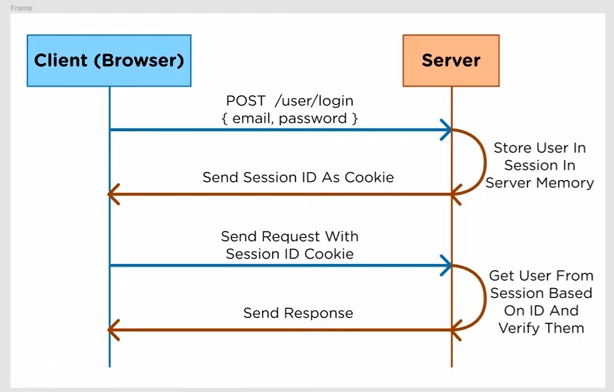 Frame
Client (Browser)
Server
POST /user/login
{ email, password }
Store User In
Session In
Server Memory
Send Session ID As Cookie
Send Request With
Session ID Cookie
Get User From
Session Based
On ID And
Verify Them
Send Response